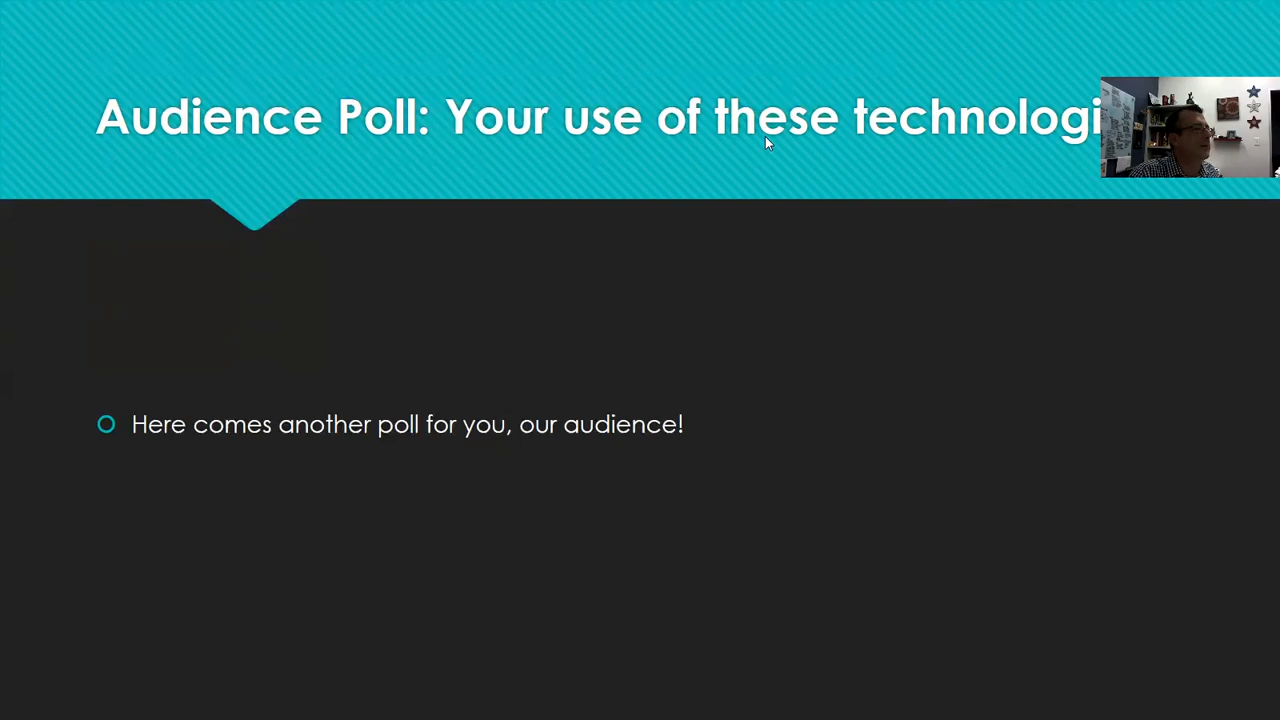 Audience Poll: Your use of these technologi
Here comes another poll for you, our audience!